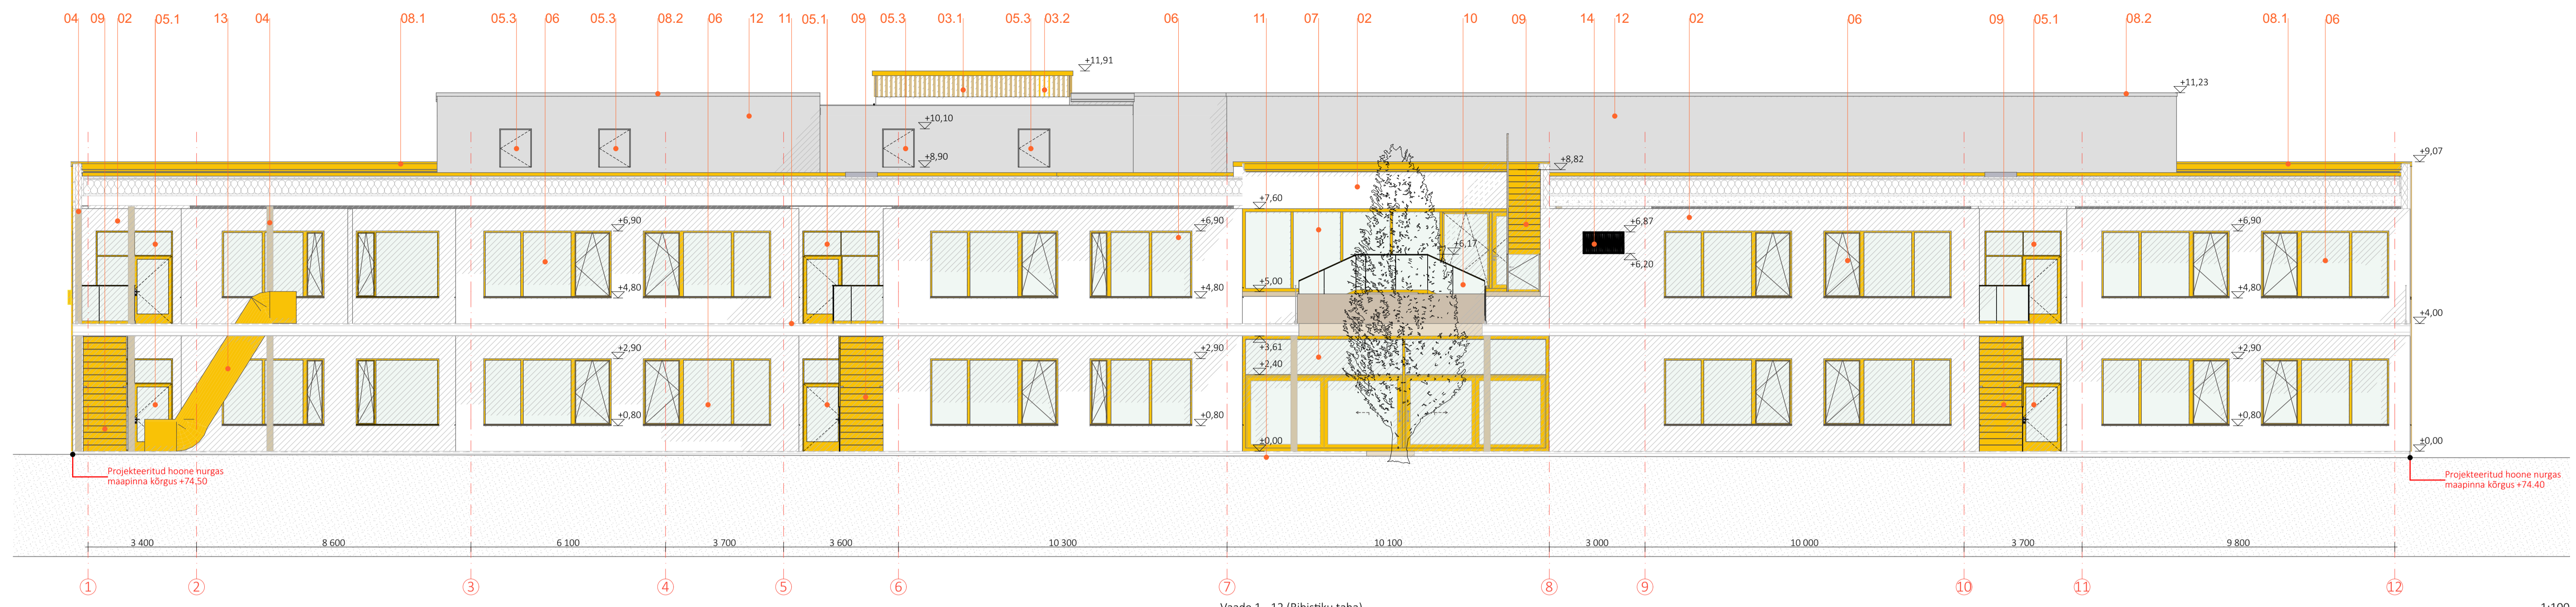 04 09 02 05.1 13 04 08.1 05.3 06 05.3 08.2 06 12 11 05.1 09 05.3 03.1 05.3 03.2 06 11 07 02 10 09 14 12 02 06 09 05.1 08.2 08.1 06
+11,91
+11,23
+10,10
+8,90
+8,82
+9,07
+7,60
+6,90 +6,90 +6,87 +6,90
+6,17
+6,20
+5,00
+4,80 +4,80 +4,80
+4,00
+2,90 +2,90 +3,61 +2,90
+2,40
+0,80 +0,80 +0,80
±0,00 ±0,00
Projekteeritud hoone nurgas
maapinna kõrgus +74.50
Projekteeritud hoone nurgas
maapinna kõrgus +74.40
3 400 8 600 6 100 3 700 3 600 10 300 10 100 3 000 10 000 3 700 9 800
1 2 3 4 5 6 7 8 9 10 11 12